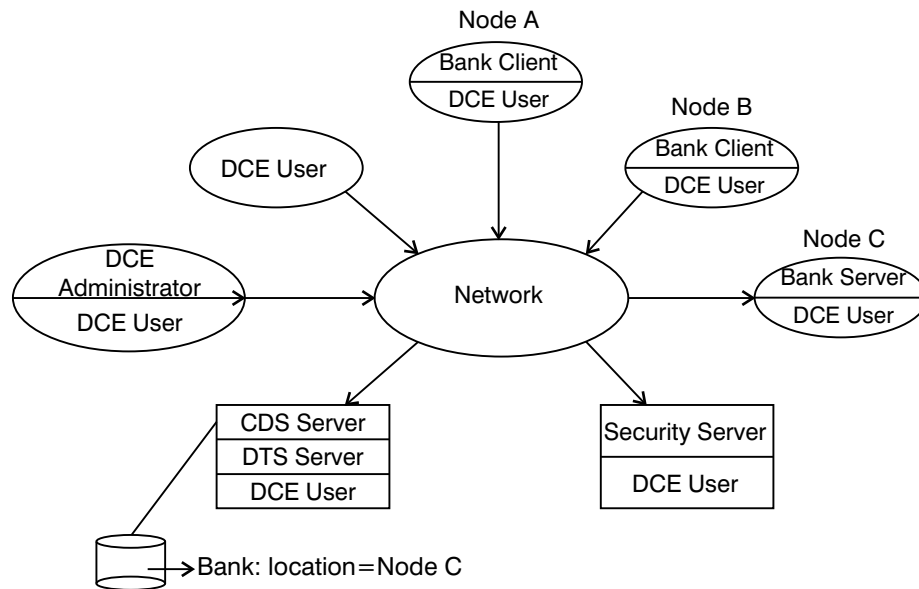 Node A
Bank Client
DCE User
Node B
Bank Client
DCE User
DCE User
Node C
Bank Server
DCE User
DCE
Administrator
DCE User
Network
CDS Server
DTS Server
DCE User
Security Server
DCE User
Bank: location=Node C